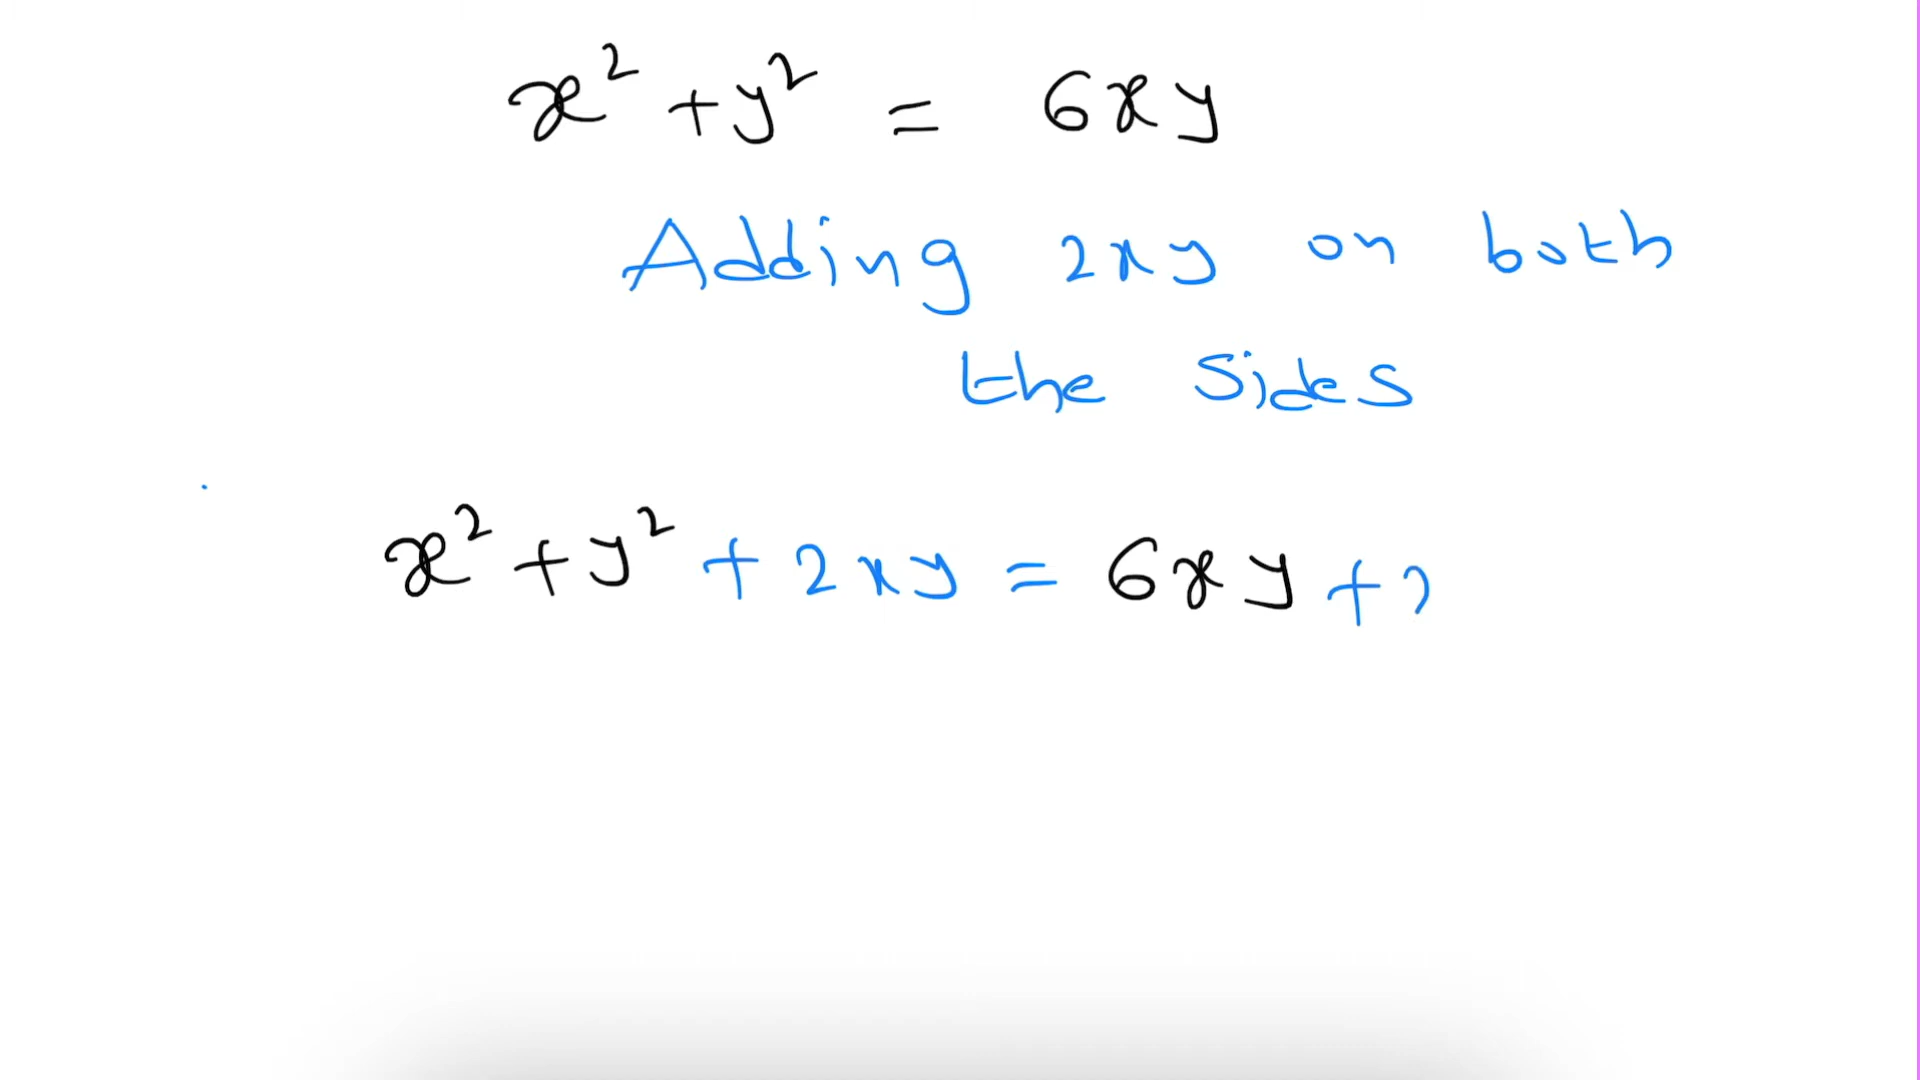 x² + y² = 6xy
Adding 2xy on both
the sides
x² + y² + 2xy = 6xy +